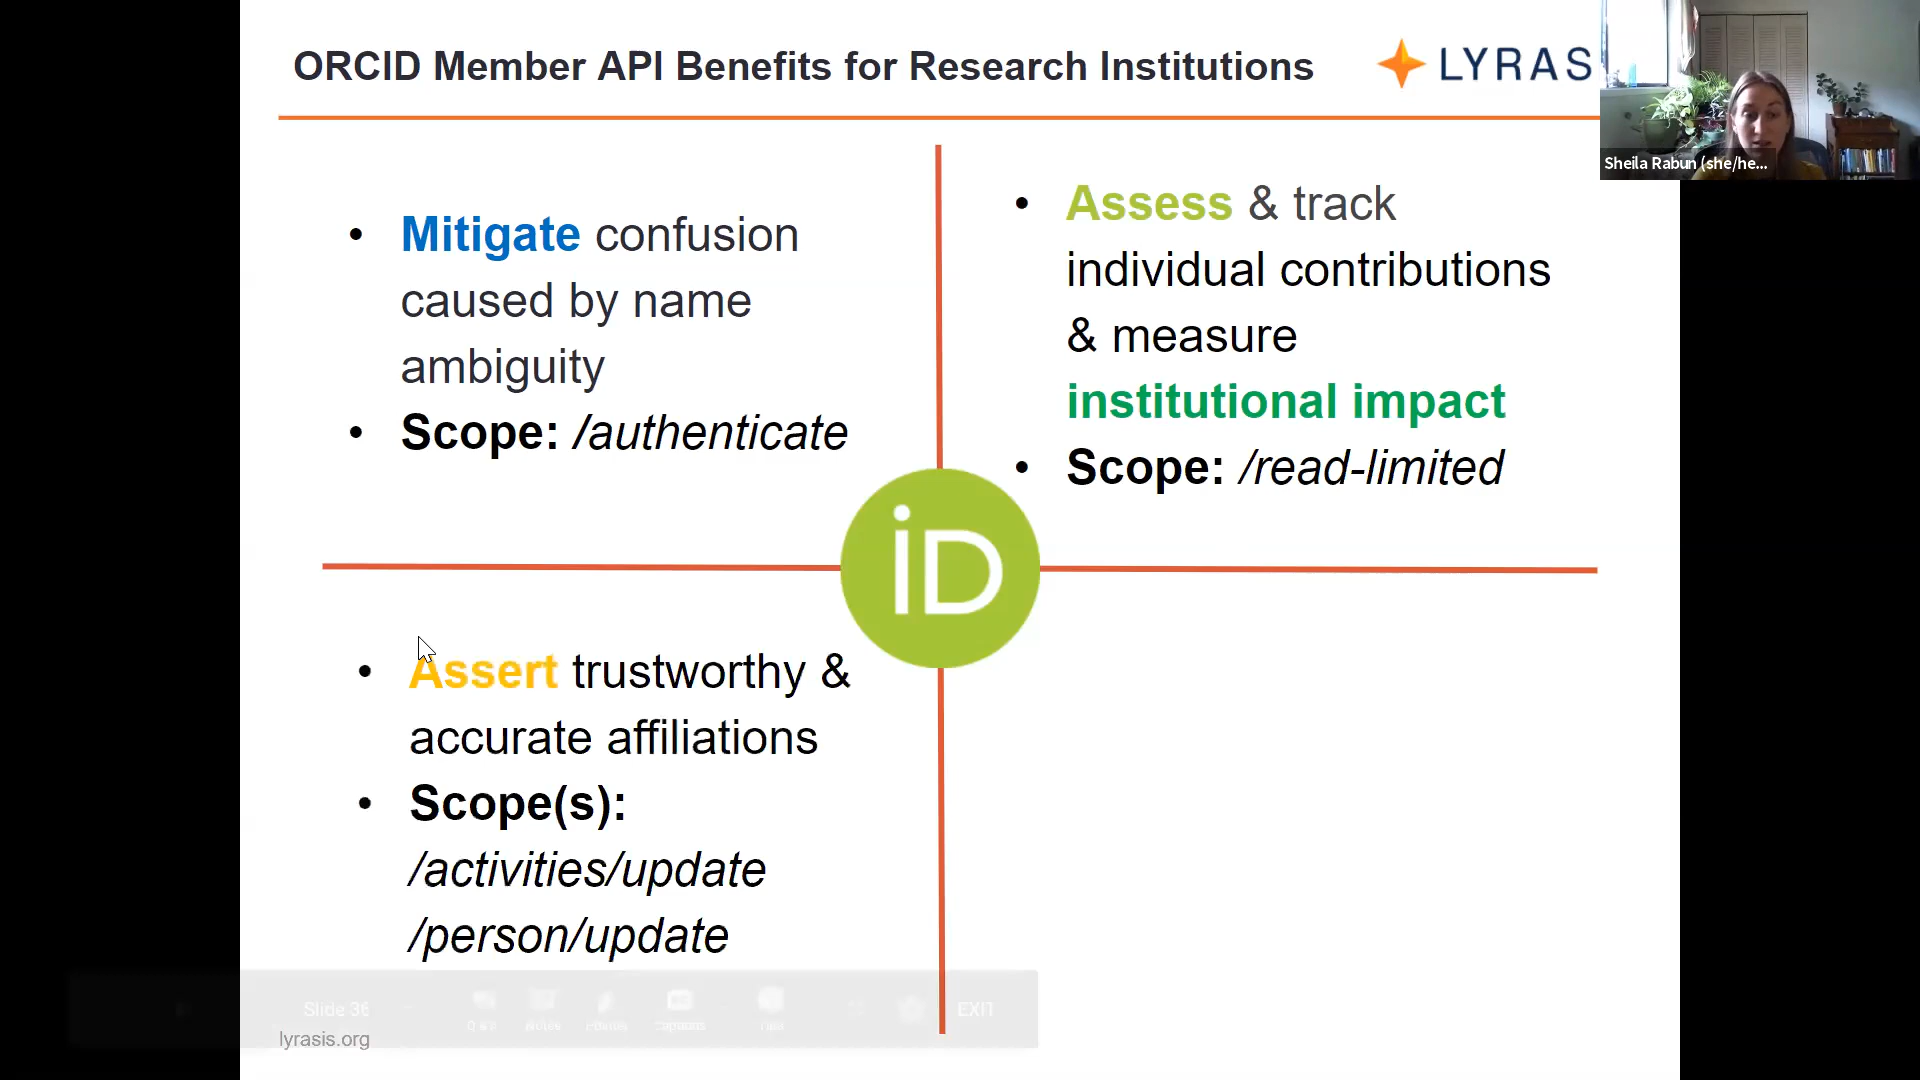 ORCID Member API Benefits for Research Institutions
LYRAS
Sheila Rabun (she/he...
• Mitigate confusion
caused by name
ambiguity
• Scope: /authenticate
• Assess & track
individual contributions
& measure
institutional impact
• Scope: /read-limited
iD
• Assert trustworthy &
accurate affiliations
• Scope(s):
/activities/update
/person/update
Slide 36
Notes
EXIT
lyrasis.org